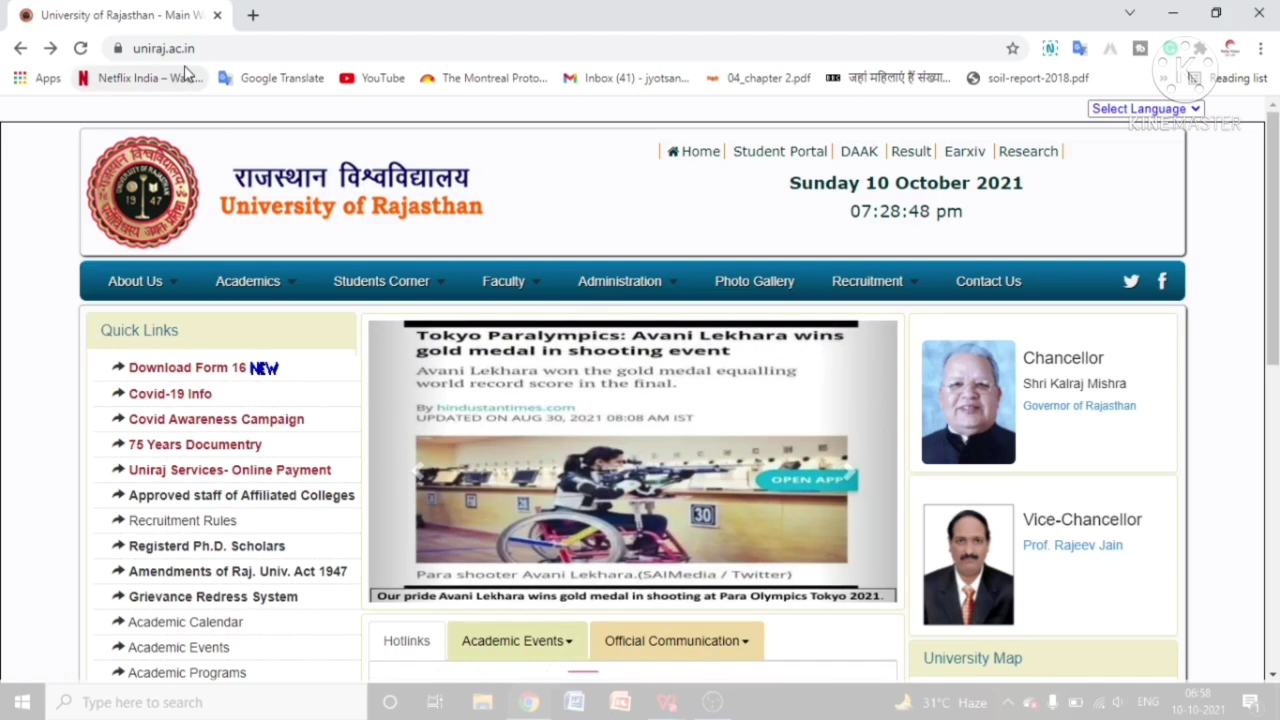 University of Rajasthan - Main W
uniraj.ac.in
Apps
Netflix India – Wa...
Google Translate
YouTube
The Montreal Proto...
Inbox (41) - jyotsan...
04_chapter 2.pdf
जहां महिलाएं हैं संख्या...
soil-report-2018.pdf
Reading list
Select Language
KINEMASTER
Home
Student Portal
DAAK
Result
Earxiv
Research
राजस्थान विश्वविद्यालय
University of Rajasthan
1947
Sunday 10 October 2021
07:28:48 pm
About Us
Academics
Students Corner
Faculty
Administration
Photo Gallery
Recruitment
Contact Us
Quick Links
Download Form 16 NEW
Covid-19 Info
Covid Awareness Campaign
75 Years Documentry
Uniraj Services- Online Payment
Approved staff of Affiliated Colleges
Recruitment Rules
Registerd Ph.D. Scholars
Amendments of Raj. Univ. Act 1947
Grievance Redress System
Academic Calendar
Academic Events
Academic Programs
Tokyo Paralympics: Avani Lekhara wins
gold medal in shooting event
Avani Lekhara won the gold medal equalling
world record score in the final.
By hindustantimes.com
UPDATED ON AUG 30, 2021 08:08 AM IST
OPEN APP
30
Para shooter Avani Lekhara.(SAIMedia / Twitter)
Our pride Avani Lekhara wins gold medal in shooting at Para Olympics Tokyo 2021.
Hotlinks
Academic Events
Official Communication
Chancellor
Shri Kalraj Mishra
Governor of Rajasthan
Vice-Chancellor
Prof. Rajeev Jain
University Map
Type here to search
31°C Haze
ENG
06:58
10-10-2021